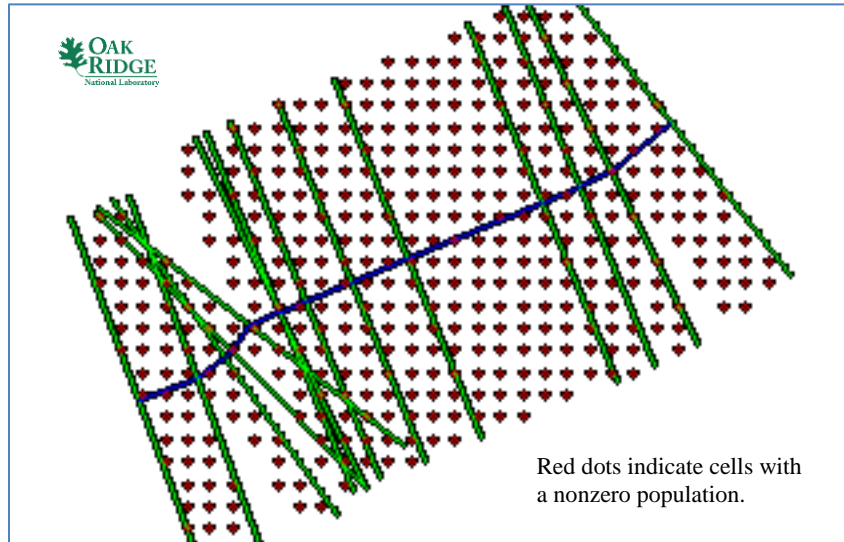 OAK
RIDGE
National Laboratory
Red dots indicate cells with
a nonzero population.